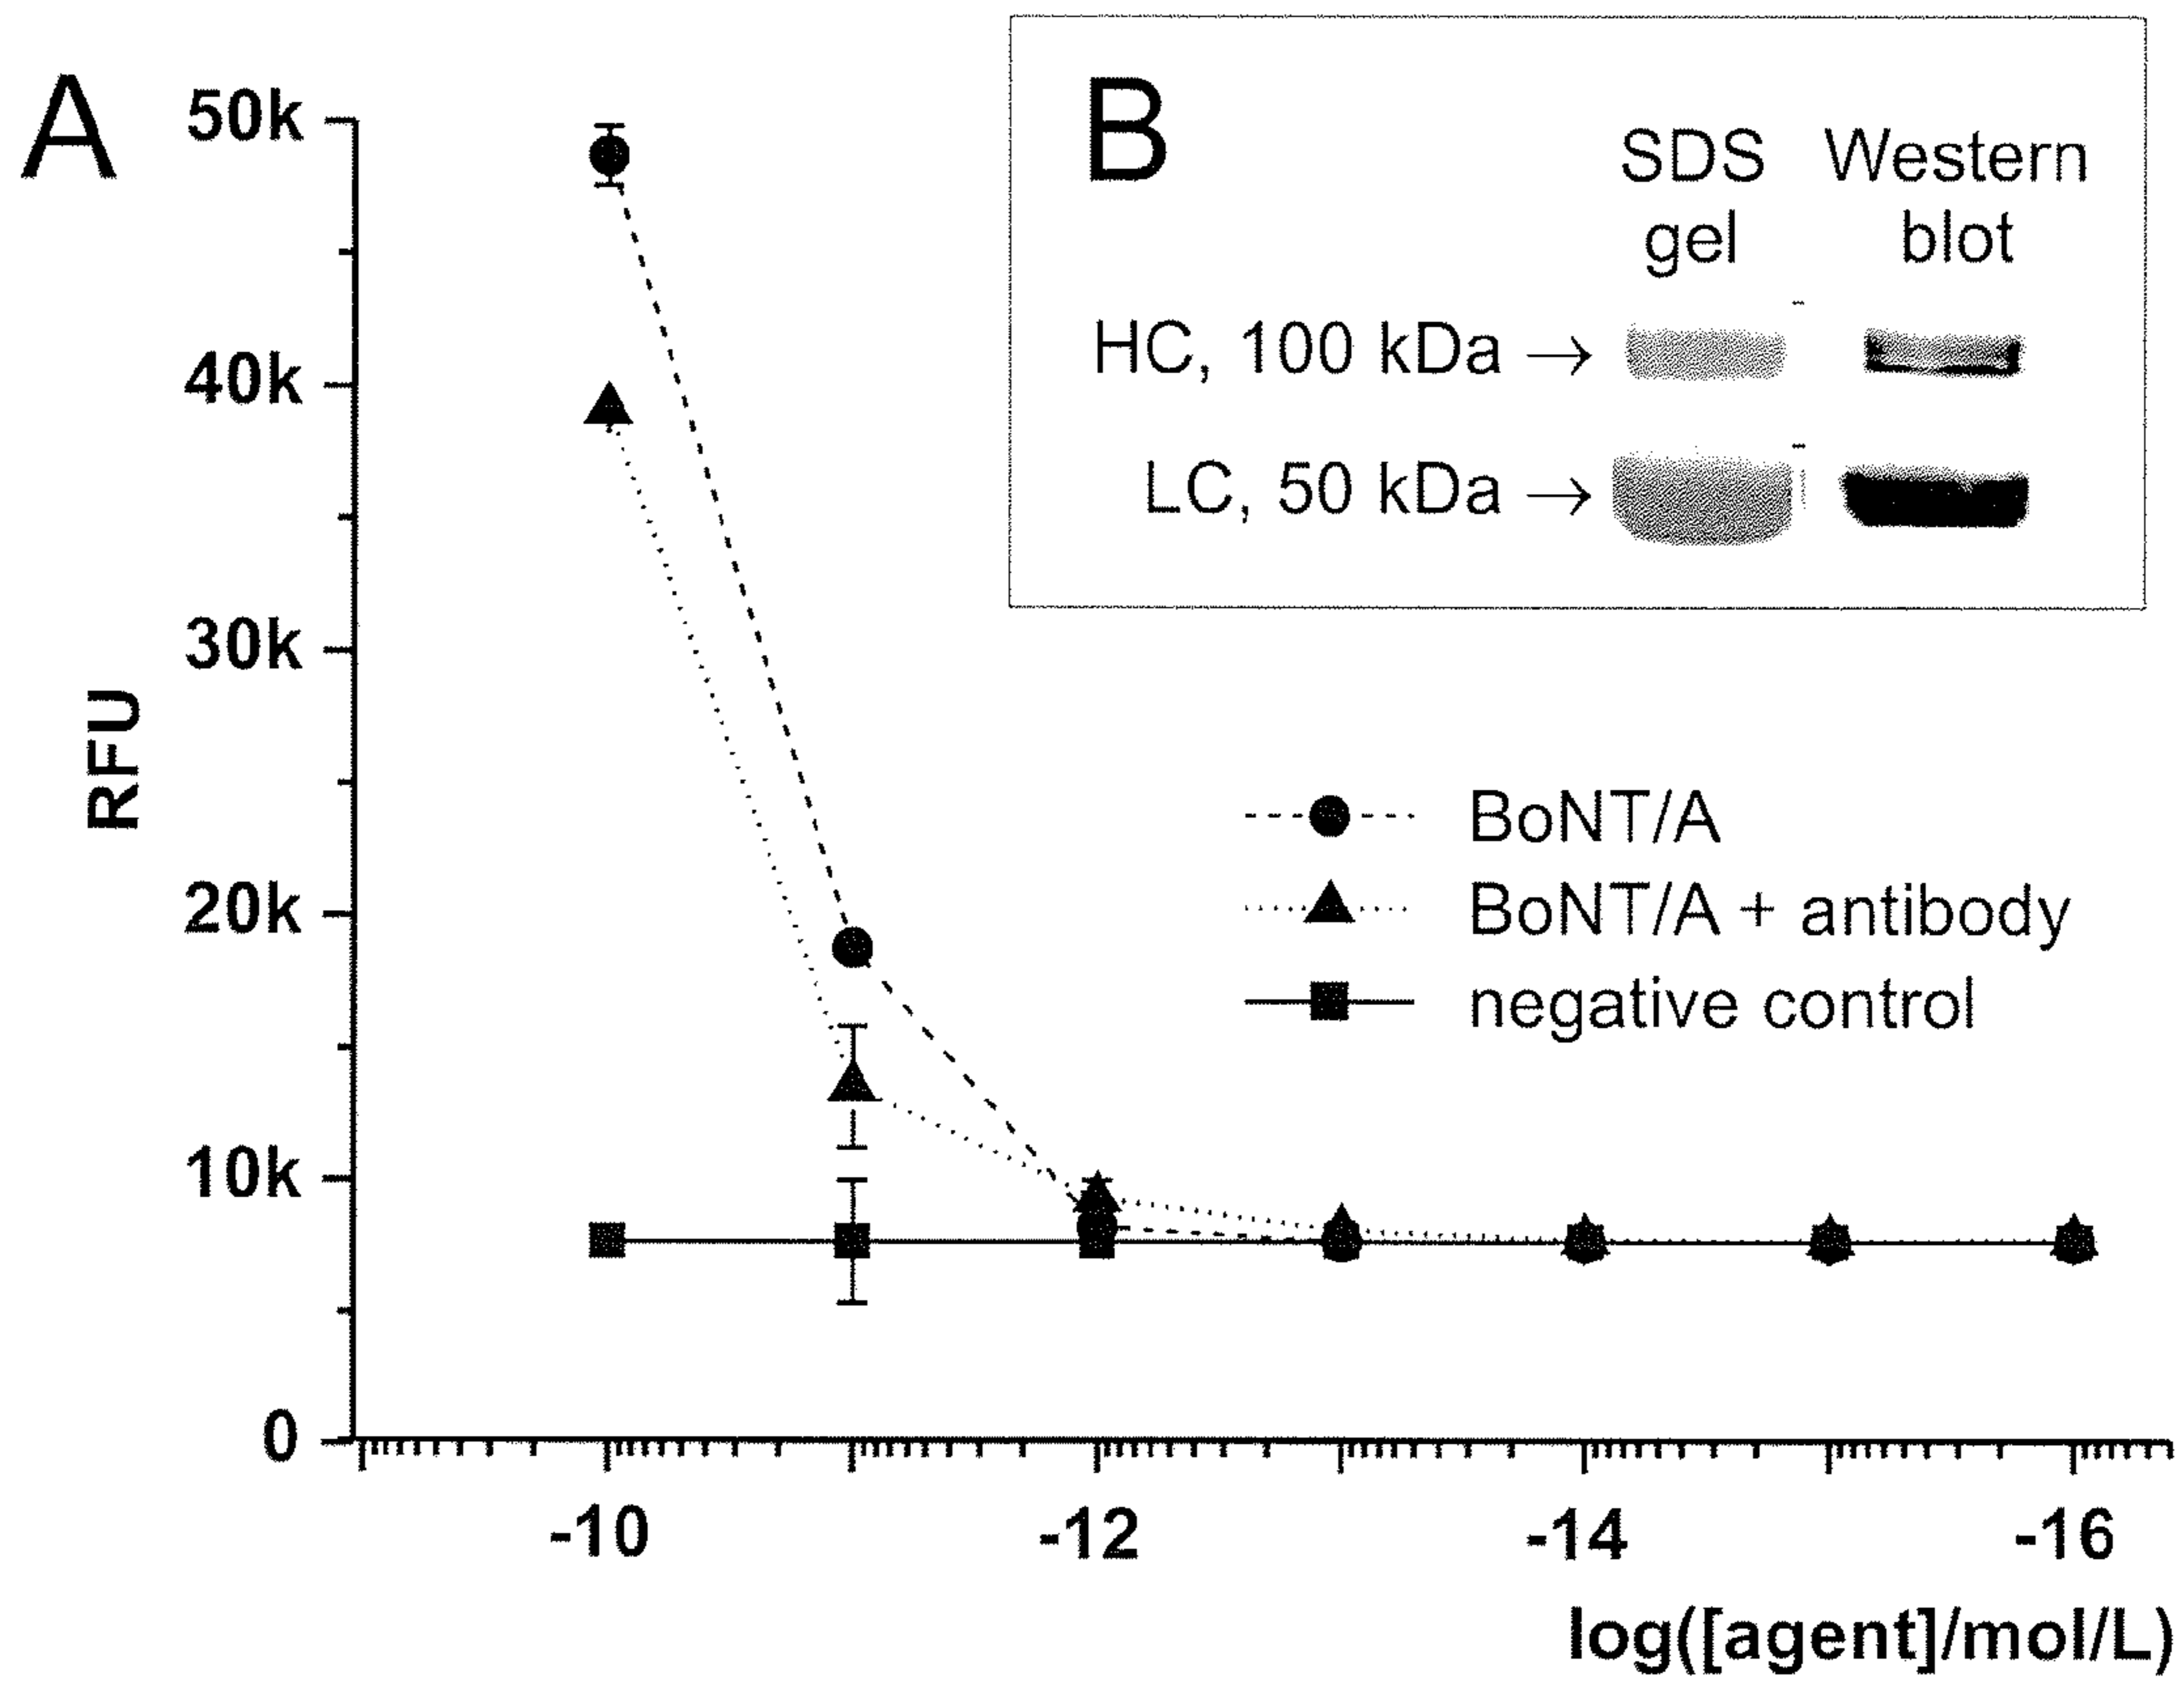 A
50k
40k
30k
20k
10k
0
RFU
B
SDS Western
gel blot
HC, 100 kDa →
LC, 50 kDa →
BoNT/A
BoNT/A + antibody
negative control
-10 -12 -14 -16
log([agent]/mol/L)